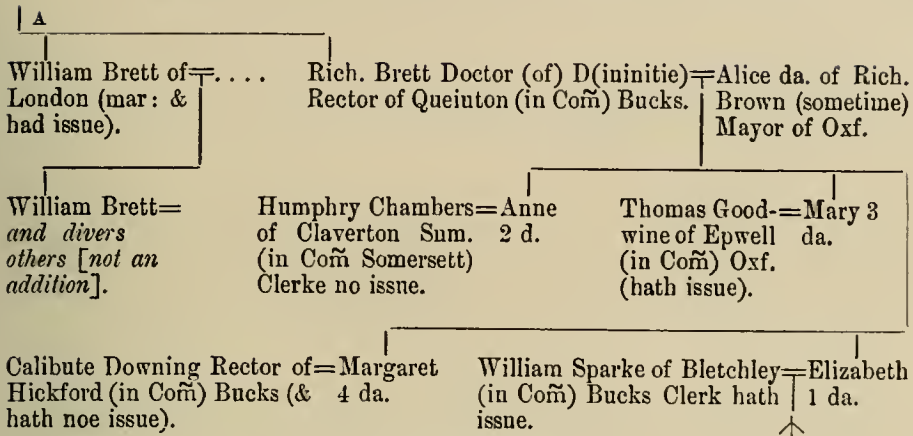 A
William Brett of=. . . .
London (mar: &
had issue).
Rich. Brett Doctor (of) D(ininitie)=Alice da. of Rich.
Rector of Queinton (in Com̃) Bucks. Brown (sometime)
Mayor of Oxf.
William Brett=
and divers
others [not an
addition].
Humphry Chambers=Anne
of Claverton Sum. 2 d.
(in Com̃ Somersett)
Clerke no issue.
Thomas Good-=Mary 3
wine of Epwell da.
(in Com̃) Oxf.
(hath issue).
Calibute Downing Rector of=Margaret
Hickford (in Com̃) Bucks (& 4 da.
hath noe issue).
William Sparke of Bletchley=Elizabeth
(in Com̃) Bucks Clerk hath 1 da.
issue.